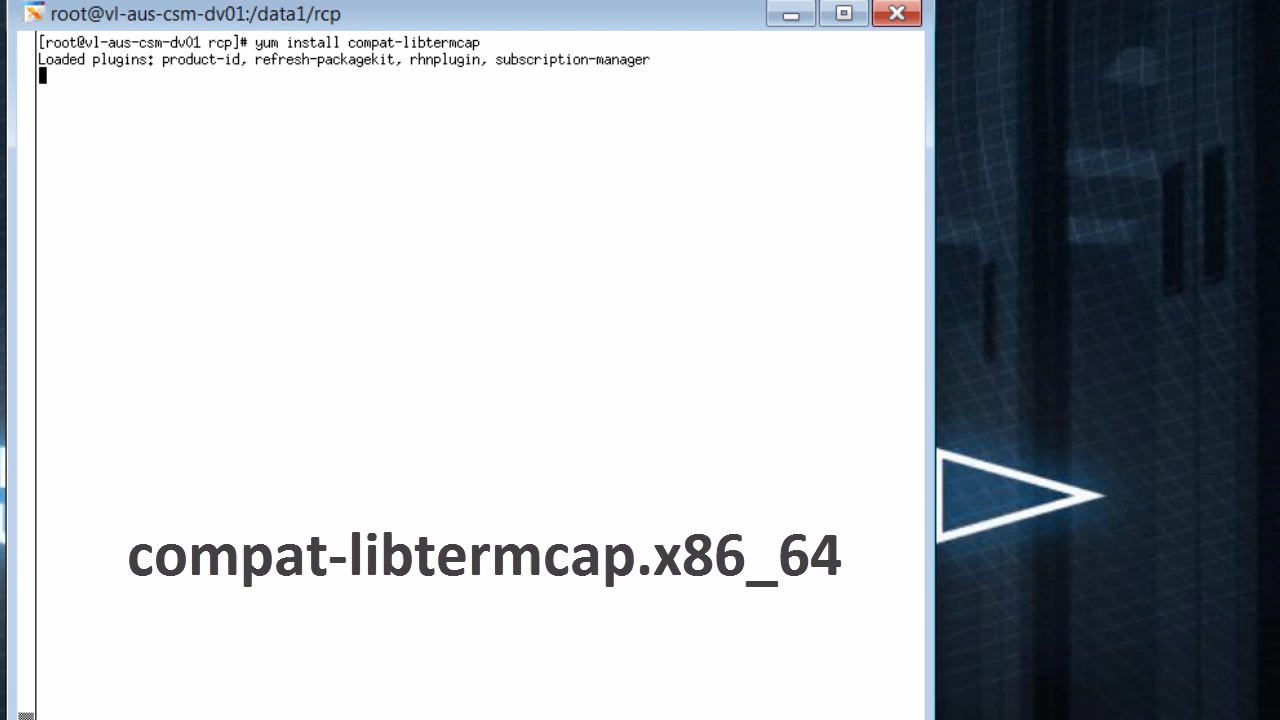 root@vl-aus-csm-dv01:/data1/rcp
[root@vl-aus-csm-dv01 rcp]# yum install compat-libtermcap
Loaded plugins: product-id, refresh-packagekit, rhnplugin, subscription-manager
compat-libtermcap.x86_64